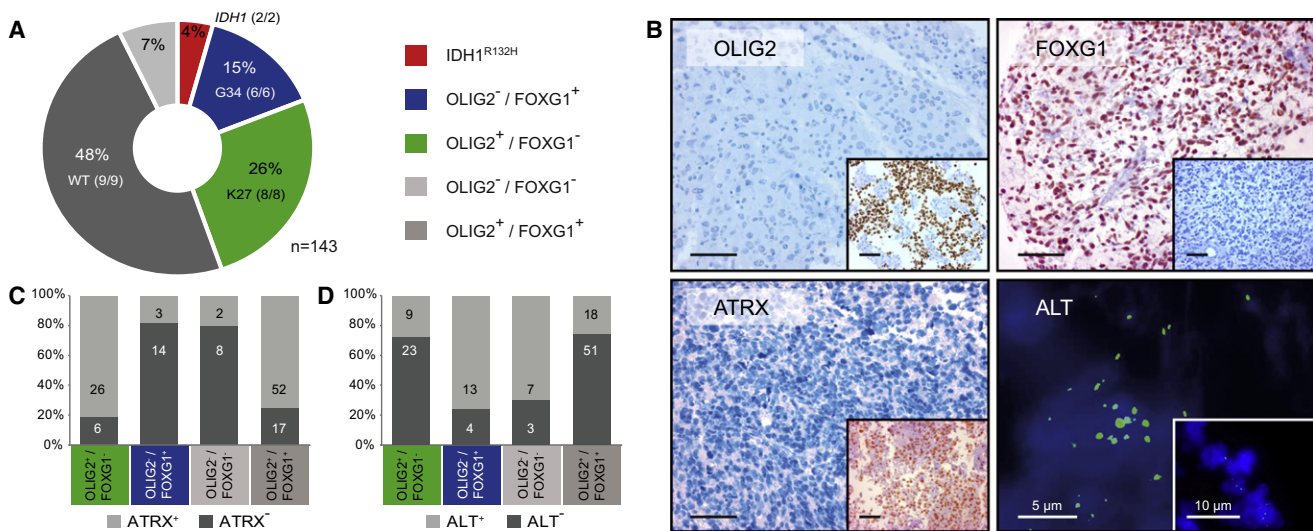 A
IDH1 (2/2)
7%
4%
15%
G34 (6/6)
48%
WT (9/9)
26%
K27 (8/8)
n=143
IDH1R132H
OLIG2- / FOXG1+
OLIG2+ / FOXG1-
OLIG2- / FOXG1-
OLIG2+ / FOXG1+
B
OLIG2
FOXG1
ATRX
ALT
5 µm
10 µm
C
100%
80%
60%
40%
20%
0%
26
6
3
14
2
8
52
17
OLIG2+/
FOXG1-
OLIG2-/
FOXG1+
OLIG2-/
FOXG1-
OLIG2+/
FOXG1+
ATRX+
ATRX-
D
100%
80%
60%
40%
20%
0%
9
23
13
4
7
3
18
51
OLIG2+/
FOXG1-
OLIG2-/
FOXG1+
OLIG2-/
FOXG1-
OLIG2+/
FOXG1+
ALT+
ALT-